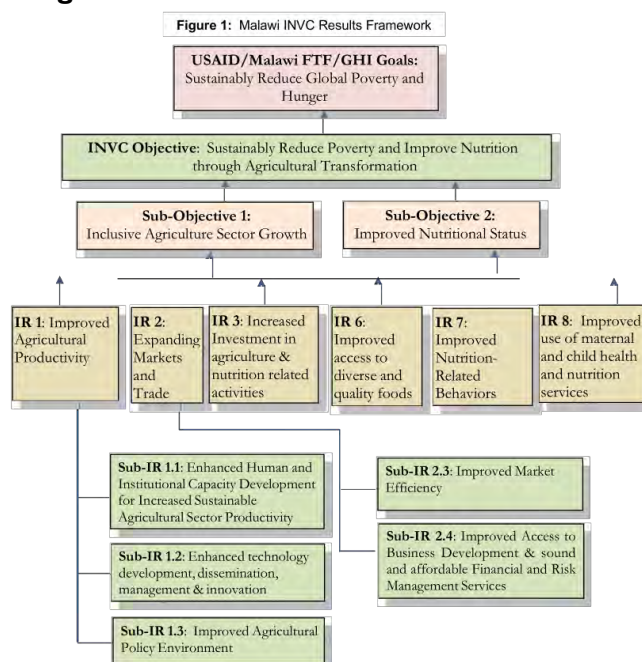 Figure 1: Malawi INVC Results Framework
USAID/Malawi FTF/GHI Goals:
Sustainably Reduce Global Poverty and
Hunger
INVC Objective: Sustainably Reduce Poverty and Improve Nutrition
through Agricultural Transformation
Sub-Objective 1:
Inclusive Agriculture Sector Growth
Sub-Objective 2:
Improved Nutritional Status
IR 1: Improved
Agricultural
Productivity
IR 2:
Expanding
Markets
and
Trade
IR 3: Increased
Investment in
agriculture &
nutrition related
activities
IR 6:
Improved
access to
diverse and
quality foods
IR 7:
Improved
Nutrition-
Related
Behaviors
IR 8: Improved
use of maternal
and child health
and nutrition
services
Sub-IR 1.1: Enhanced Human and
Institutional Capacity Development
for Increased Sustainable
Agricultural Sector Productivity
Sub-IR 1.2: Enhanced technology
development, dissemination,
management & innovation
Sub-IR 1.3: Improved Agricultural
Policy Environment
Sub-IR 2.3: Improved Market
Efficiency
Sub-IR 2.4: Improved Access to
Business Development & sound
and affordable Financial and Risk
Management Services